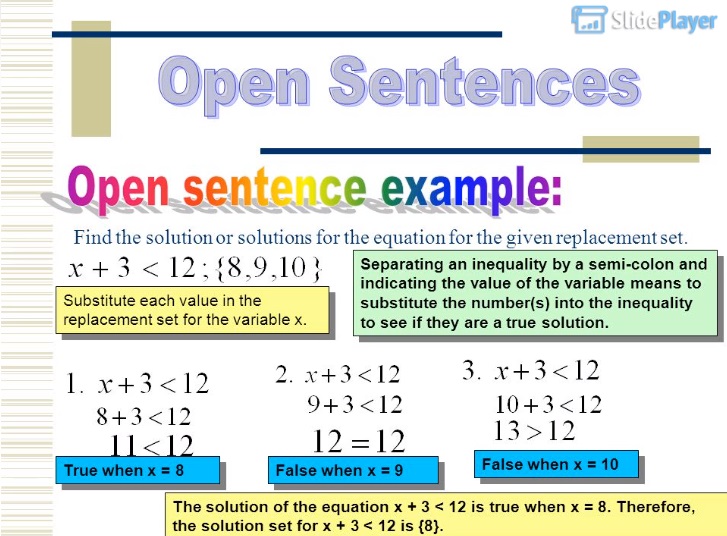 SlidePlayer
Open Sentences
Open sentence example:
Find the solution or solutions for the equation for the given replacement set.
x + 3 < 12 ; {8,9,10}
Substitute each value in the
replacement set for the variable x.
Separating an inequality by a semi-colon and
indicating the value of the variable means to
substitute the number(s) into the inequality
to see if they are a true solution.
1. x + 3 < 12
8 + 3 < 12
11 < 12
True when x = 8
2. x + 3 < 12
9 + 3 < 12
12 = 12
False when x = 9
3. x + 3 < 12
10 + 3 < 12
13 > 12
False when x = 10
The solution of the equation x + 3 < 12 is true when x = 8. Therefore,
the solution set for x + 3 < 12 is {8}.